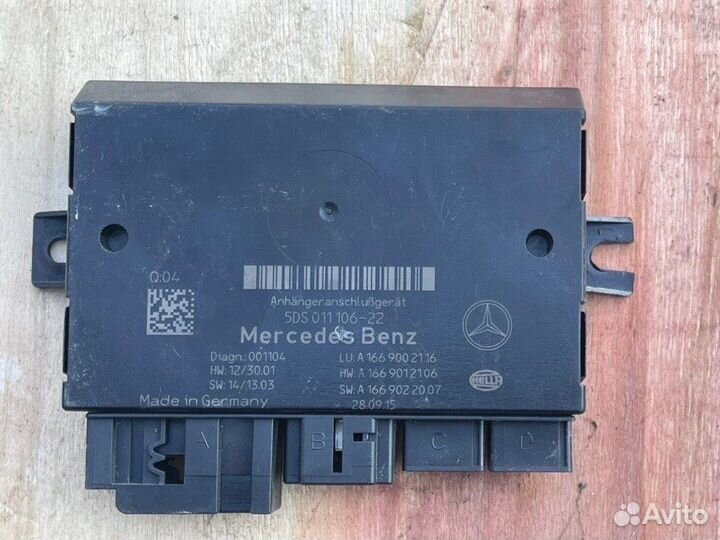 Q:04
Anhängeranschlußgerät
5DS 011 106-22
Mercedes Benz
Diagn.: 001104
HW: 12/30.01
SW: 14/13.03
LU: A 166 900 21 16
HW: A 166 901 21 06
SW: A 166 902 20 07
28.09.15
Made in Germany
HELLA
A
B
C
D
Avito